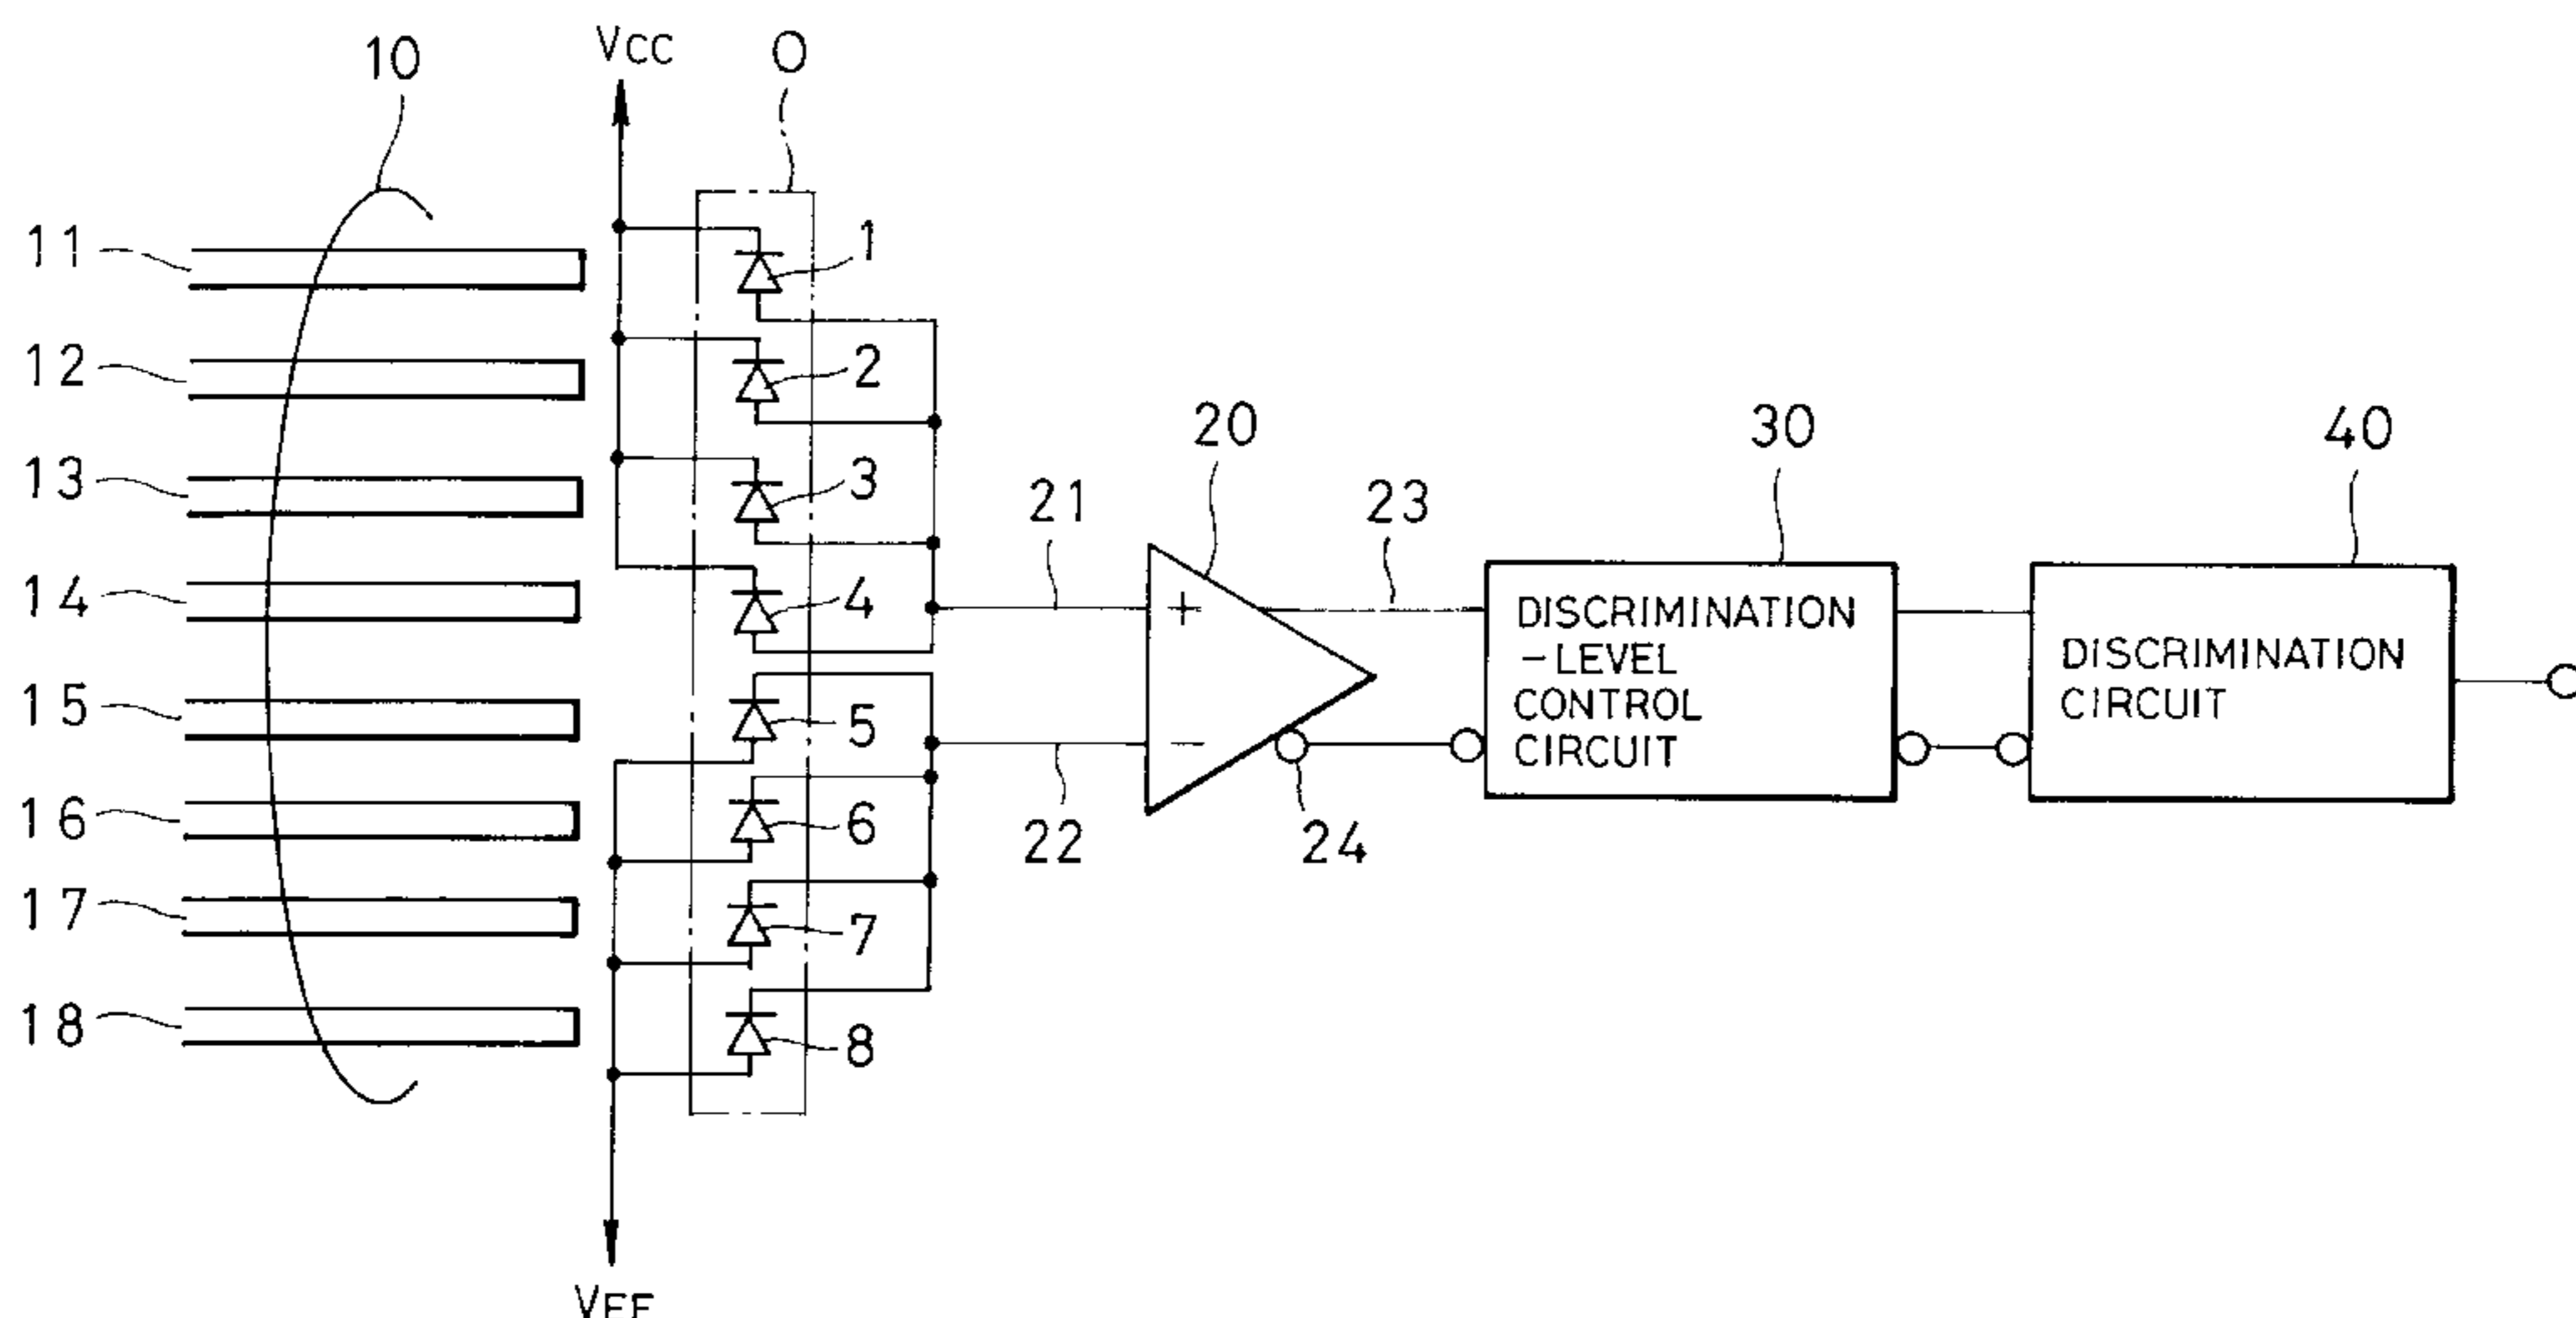 10
VCC
O
11
1
12
2
13
3
14
4
15
5
16
6
17
7
18
8
VEE
21
22
20
+
−
23
24
30
DISCRIMINATION
-LEVEL
CONTROL
CIRCUIT
40
DISCRIMINATION
CIRCUIT